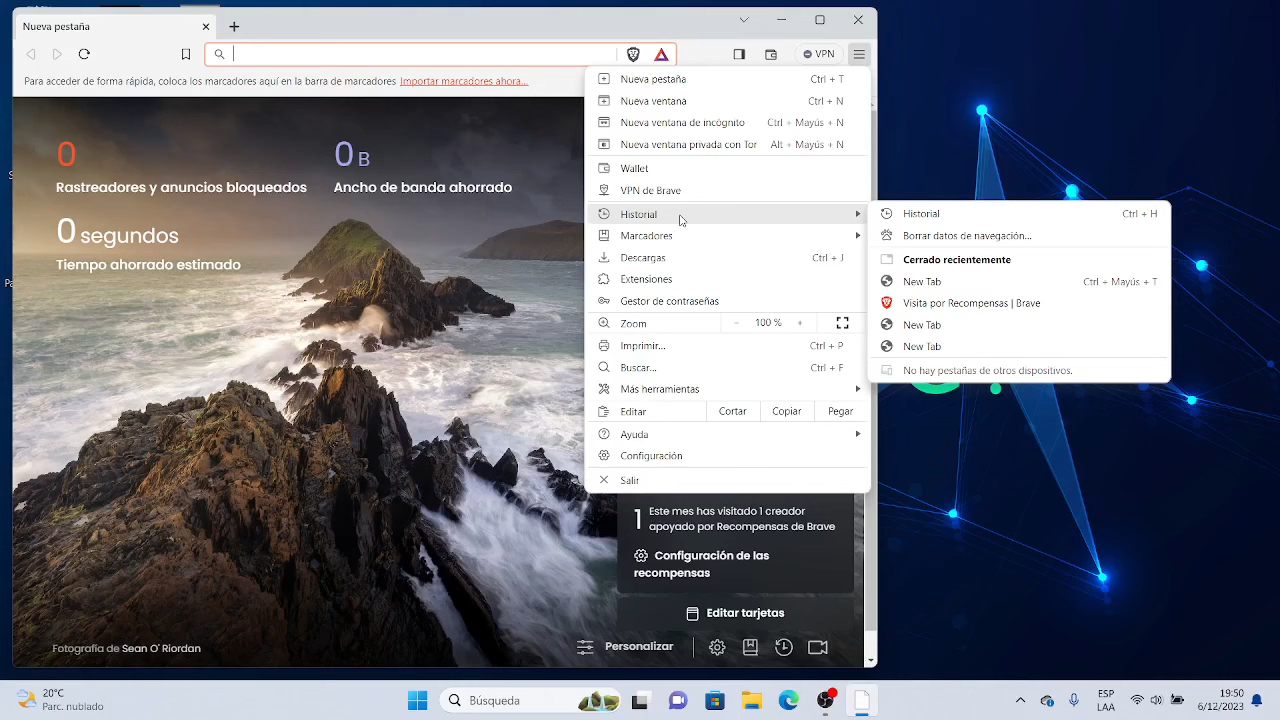 Nueva pestaña
VPN
Para acceder de forma rápida, coloca los marcadores aquí en la barra de marcadores Importar marcadores ahora...
0
Rastreadores y anuncios bloqueados
0 B
Ancho de banda ahorrado
0 segundos
Tiempo ahorrado estimado
Nueva pestaña Ctrl + T
Nueva ventana Ctrl + N
Nueva ventana de incógnito Ctrl + Mayús + N
Nueva ventana privada con Tor Alt + Mayús + N
Wallet
VPN de Brave
Historial
Marcadores
Descargas Ctrl + J
Extensiones
Gestor de contraseñas
Zoom - 100 % +
Imprimir... Ctrl + P
Buscar... Ctrl + F
Más herramientas
Editar Cortar Copiar Pegar
Ayuda
Configuración
Salir
Historial Ctrl + H
Borrar datos de navegación...
Cerrado recientemente
New Tab Ctrl + Mayús + T
Visita por Recompensas | Brave
New Tab
New Tab
No hay pestañas de otros dispositivos.
1 Este mes has visitado 1 creador
apoyado por Recompensas de Brave
Configuración de las
recompensas
Editar tarjetas
Fotografía de Sean O' Riordan
Personalizar
20°C
Parc. nublado
Búsqueda
ESP
LAA
19:50
6/12/2023